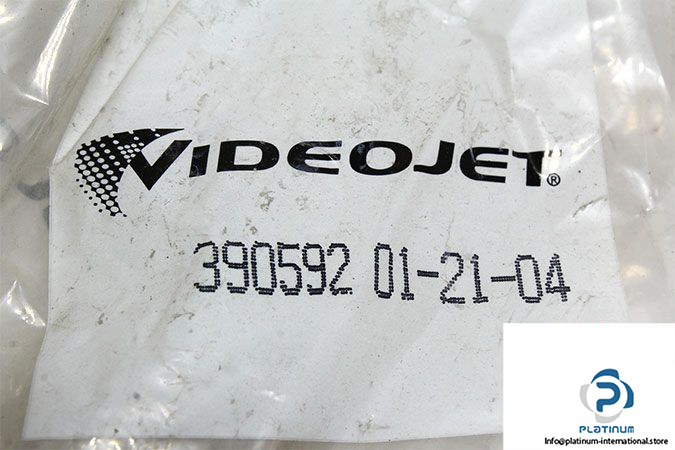 VIDEOJET®
390592 01-21-04
PLATINUM
Info@platinum-international.store